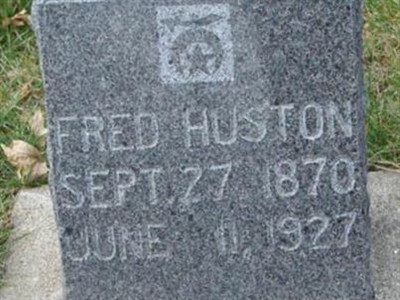 FRED HUSTON
SEPT. 27, 1870
JUNE 11, 1927